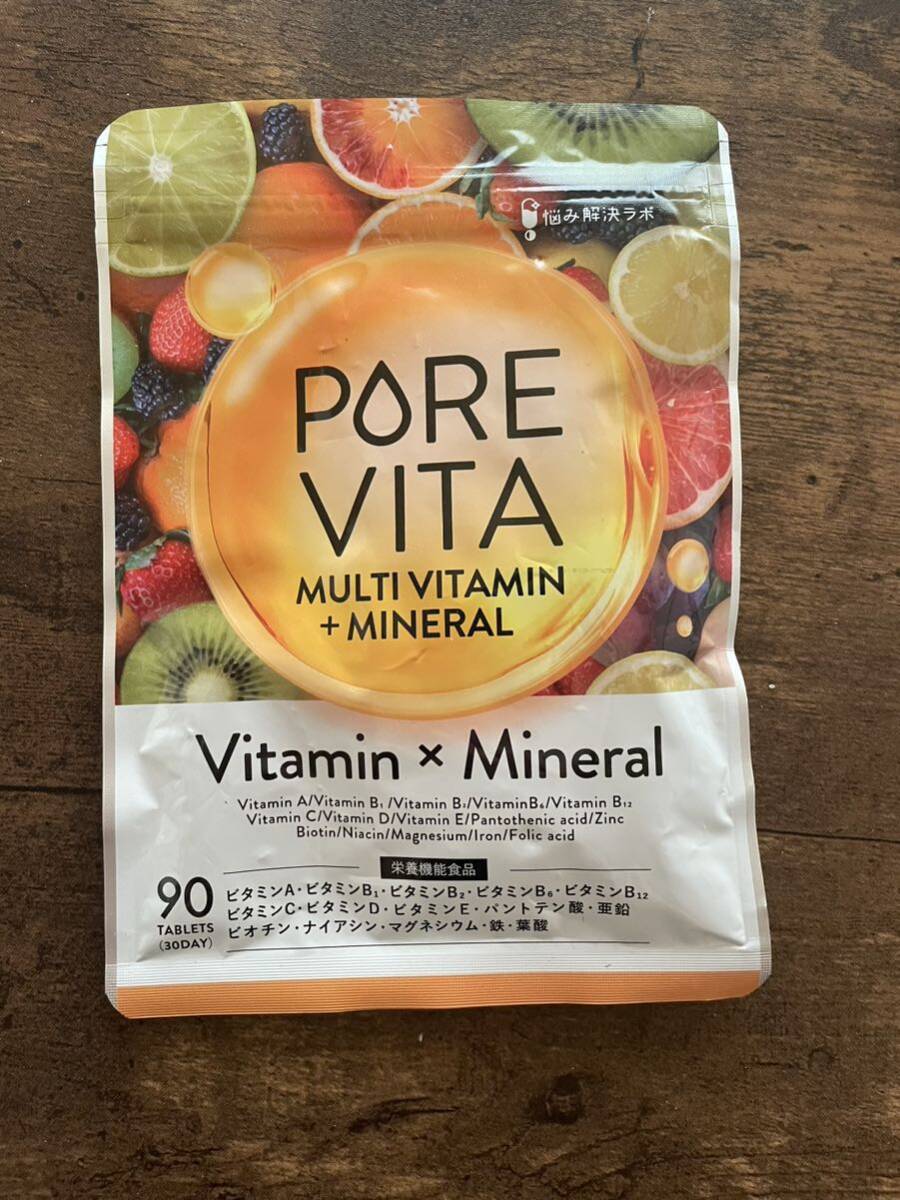 悩み解決ラボ
PORE
VITA
MULTI VITAMIN
+ MINERAL
Vitamin × Mineral
Vitamin A/Vitamin B₁ /Vitamin B₂/VitaminB₆/Vitamin B₁₂
Vitamin C/Vitamin D/Vitamin E/Pantothenic acid/Zinc
Biotin/Niacin/Magnesium/Iron/Folic acid
栄養機能食品
90
TABLETS
(30DAY)
ビタミンA・ビタミンB₁・ビタミンB₂・ビタミンB₆・ビタミンB₁₂
ビタミンC・ビタミンD・ビタミンE・パントテン酸・亜鉛
ビオチン・ナイアシン・マグネシウム・鉄・葉酸